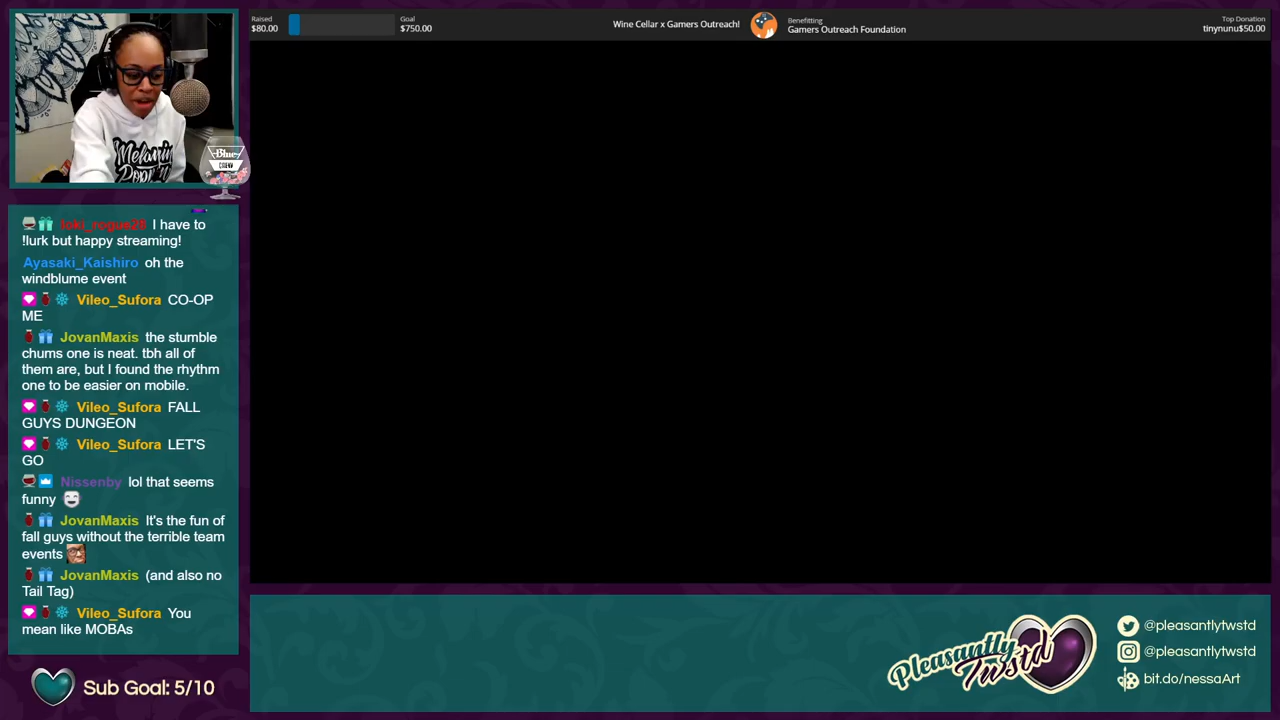 Raised
$80.00
Goal
$750.00
Wine Cellar x Gamers Outreach!
Benefitting
Gamers Outreach Foundation
Top Donation
tinynunu$50.00
Melanin
Poppin
Blue
CREW
loki_rogue28 I have to
!lurk but happy streaming!
Ayasaki_Kaishiro oh the
windblume event
Vileo_Sufora CO-OP
ME
JovanMaxis the stumble
chums one is neat. tbh all of
them are, but I found the rhythm
one to be easier on mobile.
Vileo_Sufora FALL
GUYS DUNGEON
Vileo_Sufora LET'S
GO
Nissenby lol that seems
funny
JovanMaxis It's the fun of
fall guys without the terrible team
events
JovanMaxis (and also no
Tail Tag)
Vileo_Sufora You
mean like MOBAs
Sub Goal: 5/10
Pleasantly
Twstd
@pleasantlytwstd
@pleasantlytwstd
bit.do/nessaArt